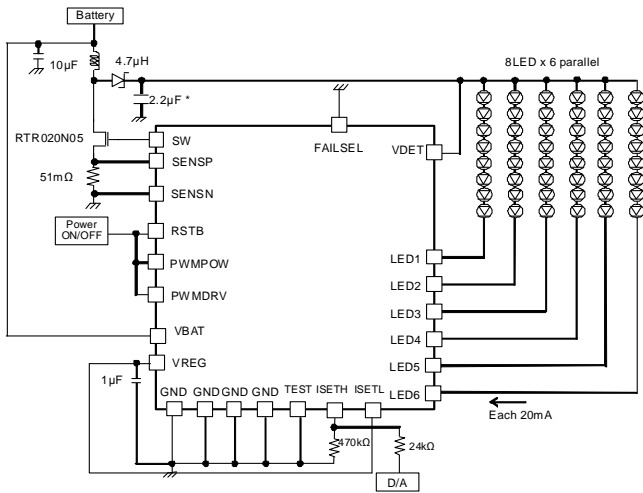 Battery
10μF
4.7μH
8LED x 6 parallel
2.2μF *
RTR020N05
SW
FAILSEL
SENSP
VDET
51mΩ
SENSN
Power
ON/OFF
RSTB
PWMPOW
LED1
PWMDRV
LED2
LED3
VBAT
LED4
VREG
LED5
1μF
GND
GND
GND
GND
TEST
ISETH
ISETL
LED6
Each 20mA
470kΩ
24kΩ
D/A